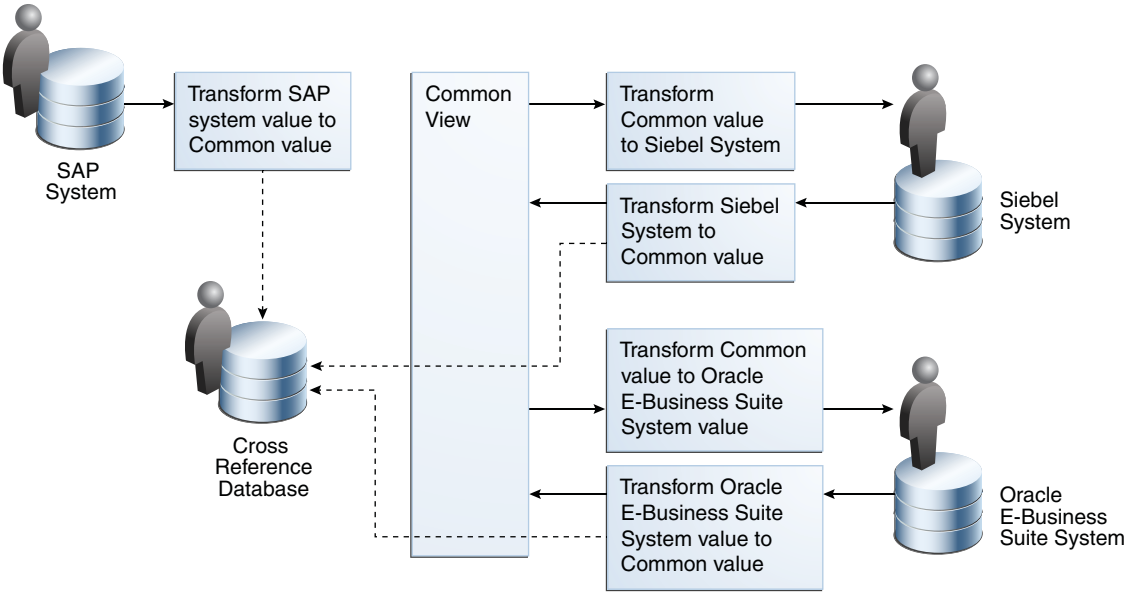 Transform SAP
system value to
Common value
SAP
System
Common
View
Transform
Common value
to Siebel System
Transform Siebel
System to
Common value
Siebel
System
Transform Common
value to Oracle
E-Business Suite
System value
Transform Oracle
E-Business Suite
System value to
Common value
Oracle
E-Business
Suite System
Cross
Reference
Database